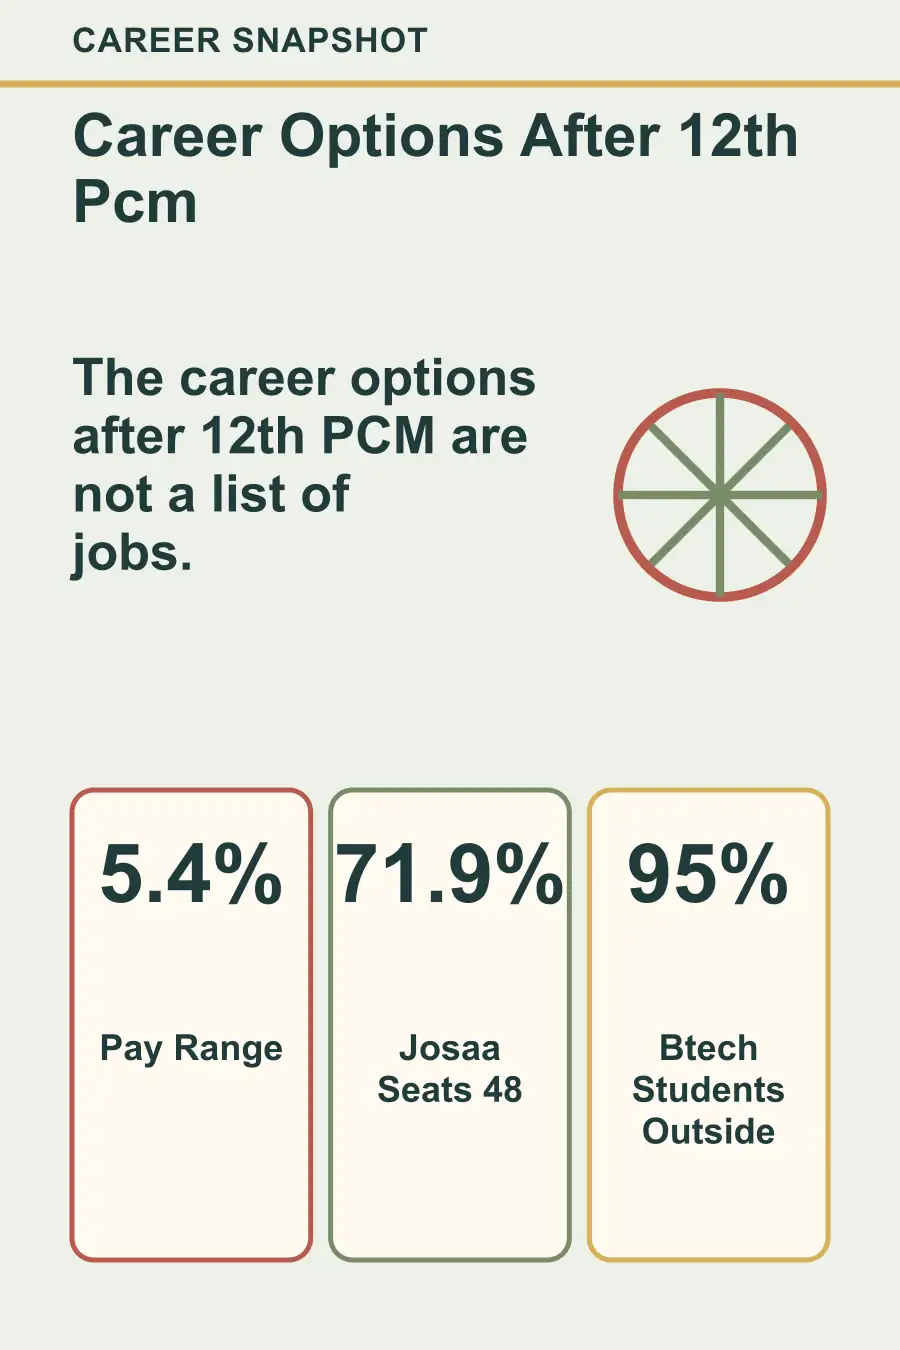 CAREER SNAPSHOT
Career Options After 12th
Pcm
The career options
after 12th PCM are
not a list of
jobs.
5.4%
Pay Range
71.9%
Josaa
Seats 48
95%
Btech
Students
Outside